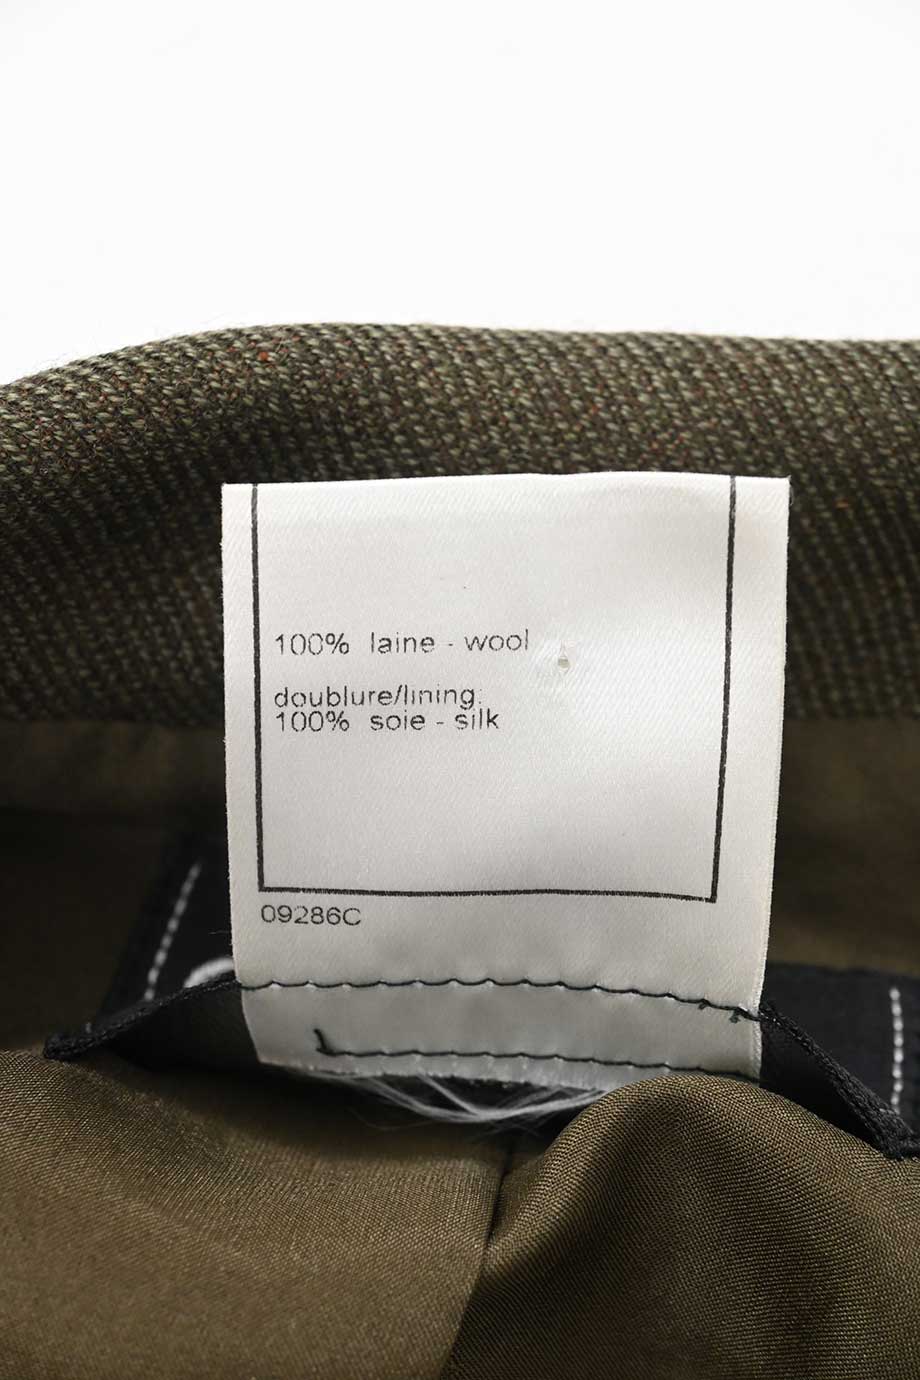 100% laine - wool
doublure/lining:
100% soie - silk
09286C